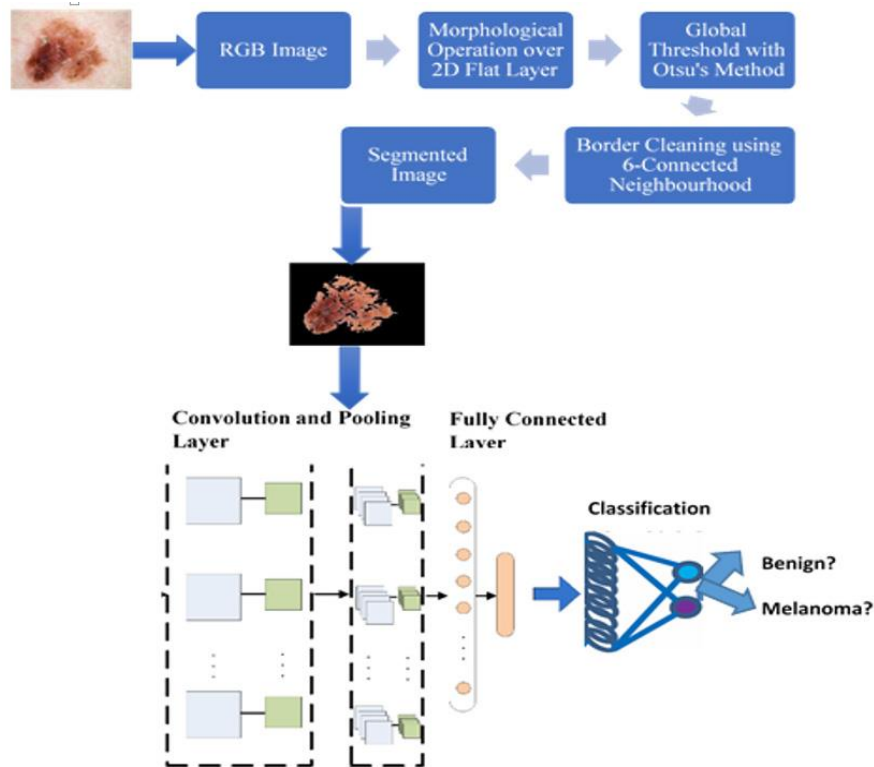 RGB Image
Morphological
Operation over
2D Flat Layer
Global
Threshold with
Otsu's Method
Segmented
Image
Border Cleaning using
6-Connected
Neighbourhood
Convolution and Pooling
Layer
Fully Connected
Layer
Classification
Benign?
Melanoma?